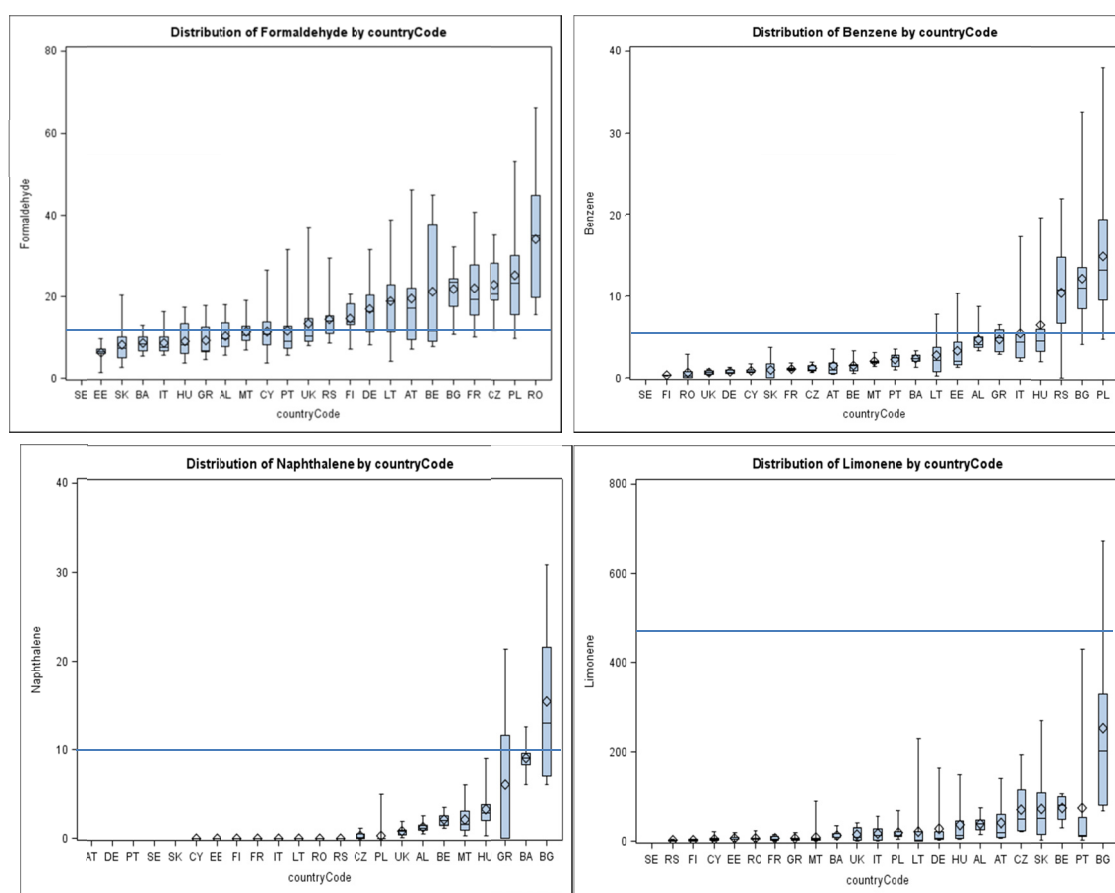 Distribution of Formaldehyde by countryCode
80
60
40
20
0
Formaldehyde
SE EE SK BA IT HU GR AL MT CY PT UK RS FI DE LT AT BE BG FR CZ PL RO
countryCode
Distribution of Benzene by countryCode
40
30
20
10
0
Benzene
SE FI RO UK DE CY SK FR CZ AT BE MT PT BA LT EE AL GR IT HU RS BG PL
countryCode
Distribution of Naphthalene by countryCode
40
30
20
10
0
Naphthalene
AT DE PT SE SK CY EE FI FR IT LT RO RS CZ PL UK AL BE MT HU GR BA BG
countryCode
Distribution of Limonene by countryCode
800
600
400
200
0
Limonene
SE RS FI CY EE RO FR GR MT BA UK IT PL LT DE HU AL AT CZ SK BE PT BG
countryCode